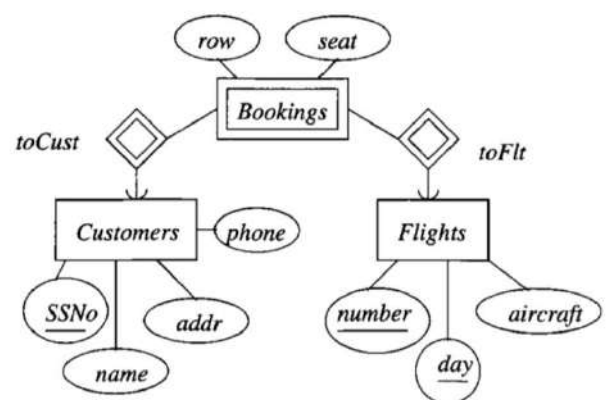 row
seat
Bookings
toCust
toFlt
Customers
phone
Flights
SSNo
addr
number
aircraft
name
day